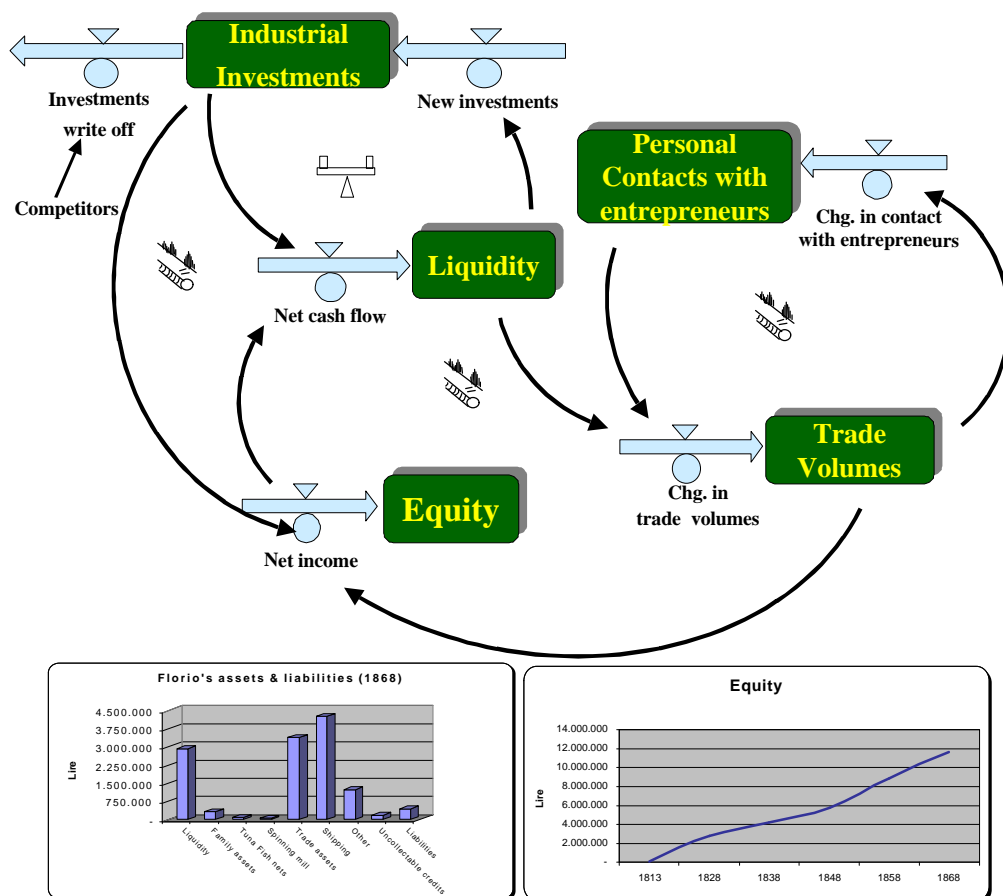 Industrial
Investments
Investments
write off
New investments
Competitors
Personal
Contacts with
entrepreneurs
Chg. in contact
with entrepreneurs
Liquidity
Net cash flow
Trade
Volumes
Chg. in
trade volumes
Equity
Net income
Florio's assets & liabilities (1868)
4.500.000
3.750.000
3.000.000
2.250.000
1.500.000
750.000
-
Lire
Liquidity
Family assets
Tuna Fish nets
Spinning mill
Trade assets
Shipping
Other
Uncollectable credits
Liabilities
Equity
14.000.000
12.000.000
10.000.000
8.000.000
6.000.000
4.000.000
2.000.000
-
Lire
1813 1828 1838 1848 1858 1868